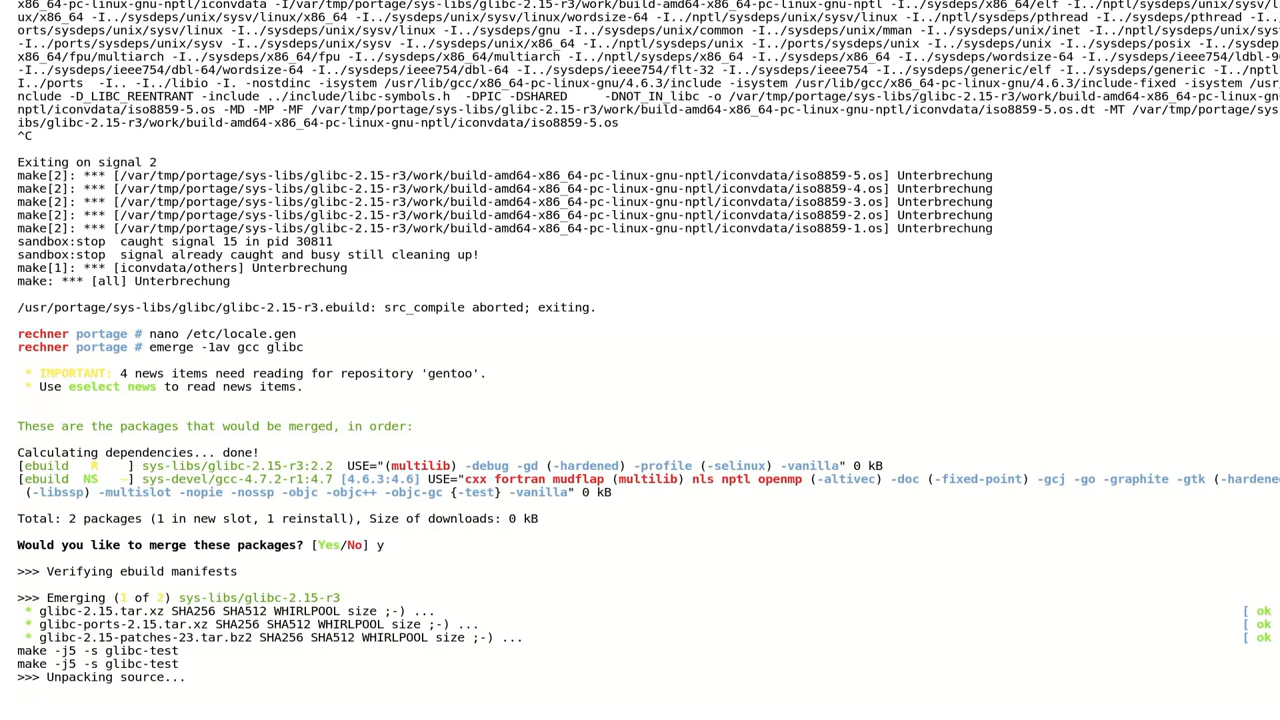 x86_64-pc-linux-gnu-nptl/iconvdata -I/var/tmp/portage/sys-libs/glibc-2.15-r3/work/build-amd64-x86_64-pc-linux-gnu-nptl -I../sysdeps/x86_64/elf -I../nptl/sysdeps/unix/sysv/l
ux/x86_64 -I../sysdeps/unix/sysv/linux/x86_64 -I../sysdeps/unix/sysv/linux/wordsize-64 -I../nptl/sysdeps/unix/sysv/linux -I../nptl/sysdeps/pthread -I../sysdeps/pthread -I..
orts/sysdeps/unix/sysv/linux -I../sysdeps/unix/sysv/linux -I../sysdeps/gnu -I../sysdeps/unix/common -I../sysdeps/unix/mman -I../sysdeps/unix/inet -I../nptl/sysdeps/unix/sys
-I../ports/sysdeps/unix/sysv -I../sysdeps/unix/sysv -I../sysdeps/unix/x86_64 -I../nptl/sysdeps/unix -I../ports/sysdeps/unix -I../sysdeps/unix -I../sysdeps/posix -I../sysdep
x86_64/fpu/multiarch -I../sysdeps/x86_64/fpu -I../sysdeps/x86_64/multiarch -I../nptl/sysdeps/x86_64 -I../sysdeps/x86_64 -I../sysdeps/wordsize-64 -I../sysdeps/ieee754/ldbl-9
-I../sysdeps/ieee754/dbl-64/wordsize-64 -I../sysdeps/ieee754/dbl-64 -I../sysdeps/ieee754/flt-32 -I../sysdeps/ieee754 -I../sysdeps/generic/elf -I../sysdeps/generic -I../nptl
I../ports  -I.. -I../libio -I. -nostdinc -isystem /usr/lib/gcc/x86_64-pc-linux-gnu/4.6.3/include -isystem /usr/lib/gcc/x86_64-pc-linux-gnu/4.6.3/include-fixed -isystem /usr/
nclude -D_LIBC_REENTRANT -include ../include/libc-symbols.h  -DPIC -DSHARED     -DNOT_IN_libc -o /var/tmp/portage/sys-libs/glibc-2.15-r3/work/build-amd64-x86_64-pc-linux-gn
nptl/iconvdata/iso8859-5.os -MD -MP -MF /var/tmp/portage/sys-libs/glibc-2.15-r3/work/build-amd64-x86_64-pc-linux-gnu-nptl/iconvdata/iso8859-5.os.dt -MT /var/tmp/portage/sys
ibs/glibc-2.15-r3/work/build-amd64-x86_64-pc-linux-gnu-nptl/iconvdata/iso8859-5.os
^C
Exiting on signal 2
make[2]: *** [/var/tmp/portage/sys-libs/glibc-2.15-r3/work/build-amd64-x86_64-pc-linux-gnu-nptl/iconvdata/iso8859-5.os] Unterbrechung
make[2]: *** [/var/tmp/portage/sys-libs/glibc-2.15-r3/work/build-amd64-x86_64-pc-linux-gnu-nptl/iconvdata/iso8859-4.os] Unterbrechung
make[2]: *** [/var/tmp/portage/sys-libs/glibc-2.15-r3/work/build-amd64-x86_64-pc-linux-gnu-nptl/iconvdata/iso8859-3.os] Unterbrechung
make[2]: *** [/var/tmp/portage/sys-libs/glibc-2.15-r3/work/build-amd64-x86_64-pc-linux-gnu-nptl/iconvdata/iso8859-2.os] Unterbrechung
make[2]: *** [/var/tmp/portage/sys-libs/glibc-2.15-r3/work/build-amd64-x86_64-pc-linux-gnu-nptl/iconvdata/iso8859-1.os] Unterbrechung
sandbox:stop  caught signal 15 in pid 30811
sandbox:stop  signal already caught and busy still cleaning up!
make[1]: *** [iconvdata/others] Unterbrechung
make: *** [all] Unterbrechung
/usr/portage/sys-libs/glibc/glibc-2.15-r3.ebuild: src_compile aborted; exiting.
rechner portage # nano /etc/locale.gen
rechner portage # emerge -1av gcc glibc
* IMPORTANT: 4 news items need reading for repository 'gentoo'.
* Use eselect news to read news items.
These are the packages that would be merged, in order:
Calculating dependencies... done!
[ebuild   R    ] sys-libs/glibc-2.15-r3:2.2  USE="(multilib) -debug -gd (-hardened) -profile (-selinux) -vanilla" 0 kB
[ebuild  NS   ~] sys-devel/gcc-4.7.2-r1:4.7 [4.6.3:4.6] USE="cxx fortran mudflap (multilib) nls nptl openmp (-altivec) -doc (-fixed-point) -gcj -go -graphite -gtk (-hardene
(-libssp) -multislot -nopie -nossp -objc -objc++ -objc-gc {-test} -vanilla" 0 kB
Total: 2 packages (1 in new slot, 1 reinstall), Size of downloads: 0 kB
Would you like to merge these packages? [Yes/No] y
>>> Verifying ebuild manifests
>>> Emerging (1 of 2) sys-libs/glibc-2.15-r3
* glibc-2.15.tar.xz SHA256 SHA512 WHIRLPOOL size ;-) ... [ ok
* glibc-ports-2.15.tar.xz SHA256 SHA512 WHIRLPOOL size ;-) ... [ ok
* glibc-2.15-patches-23.tar.bz2 SHA256 SHA512 WHIRLPOOL size ;-) ... [ ok
make -j5 -s glibc-test
make -j5 -s glibc-test
>>> Unpacking source...